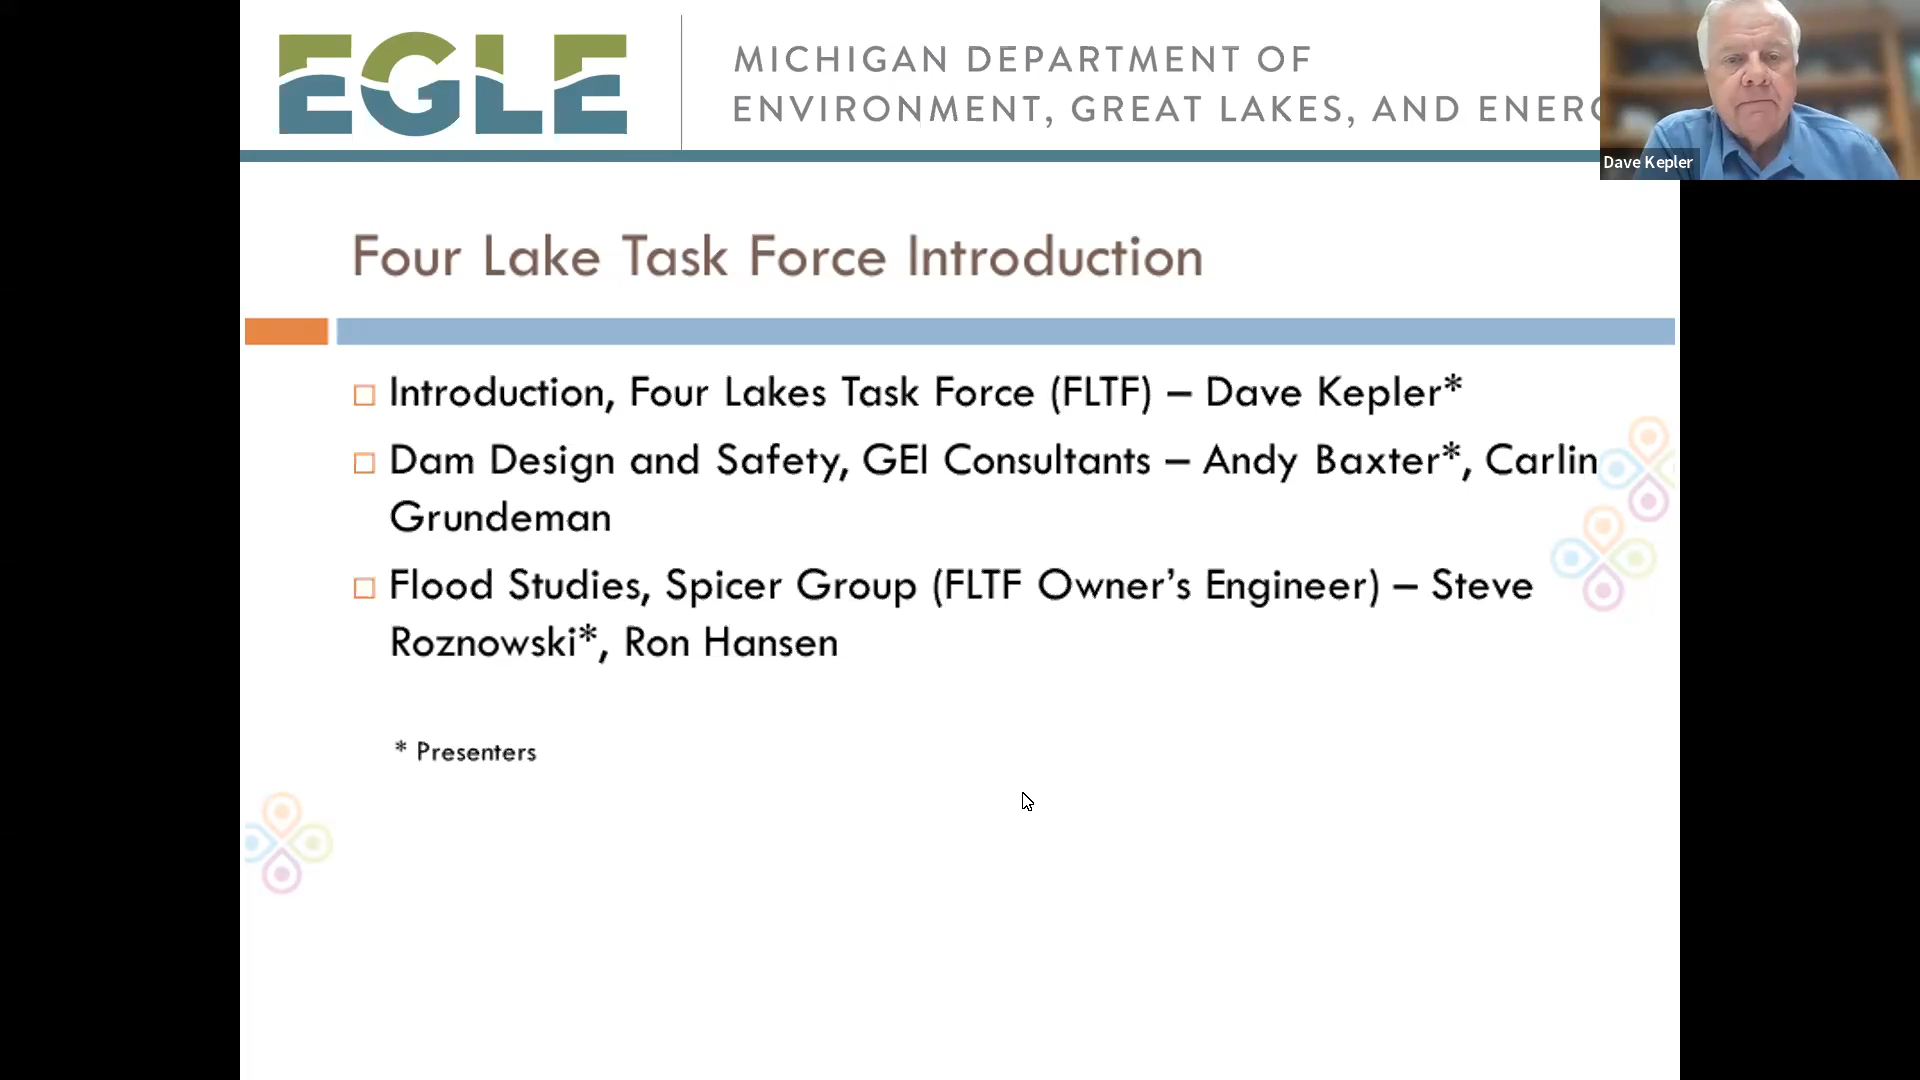 EGLE
MICHIGAN DEPARTMENT OF
ENVIRONMENT, GREAT LAKES, AND ENERG
Dave Kepler
Four Lake Task Force Introduction
Introduction, Four Lakes Task Force (FLTF) – Dave Kepler*
Dam Design and Safety, GEI Consultants – Andy Baxter*, Carlin
Grundeman
Flood Studies, Spicer Group (FLTF Owner’s Engineer) – Steve
Roznowski*, Ron Hansen
* Presenters